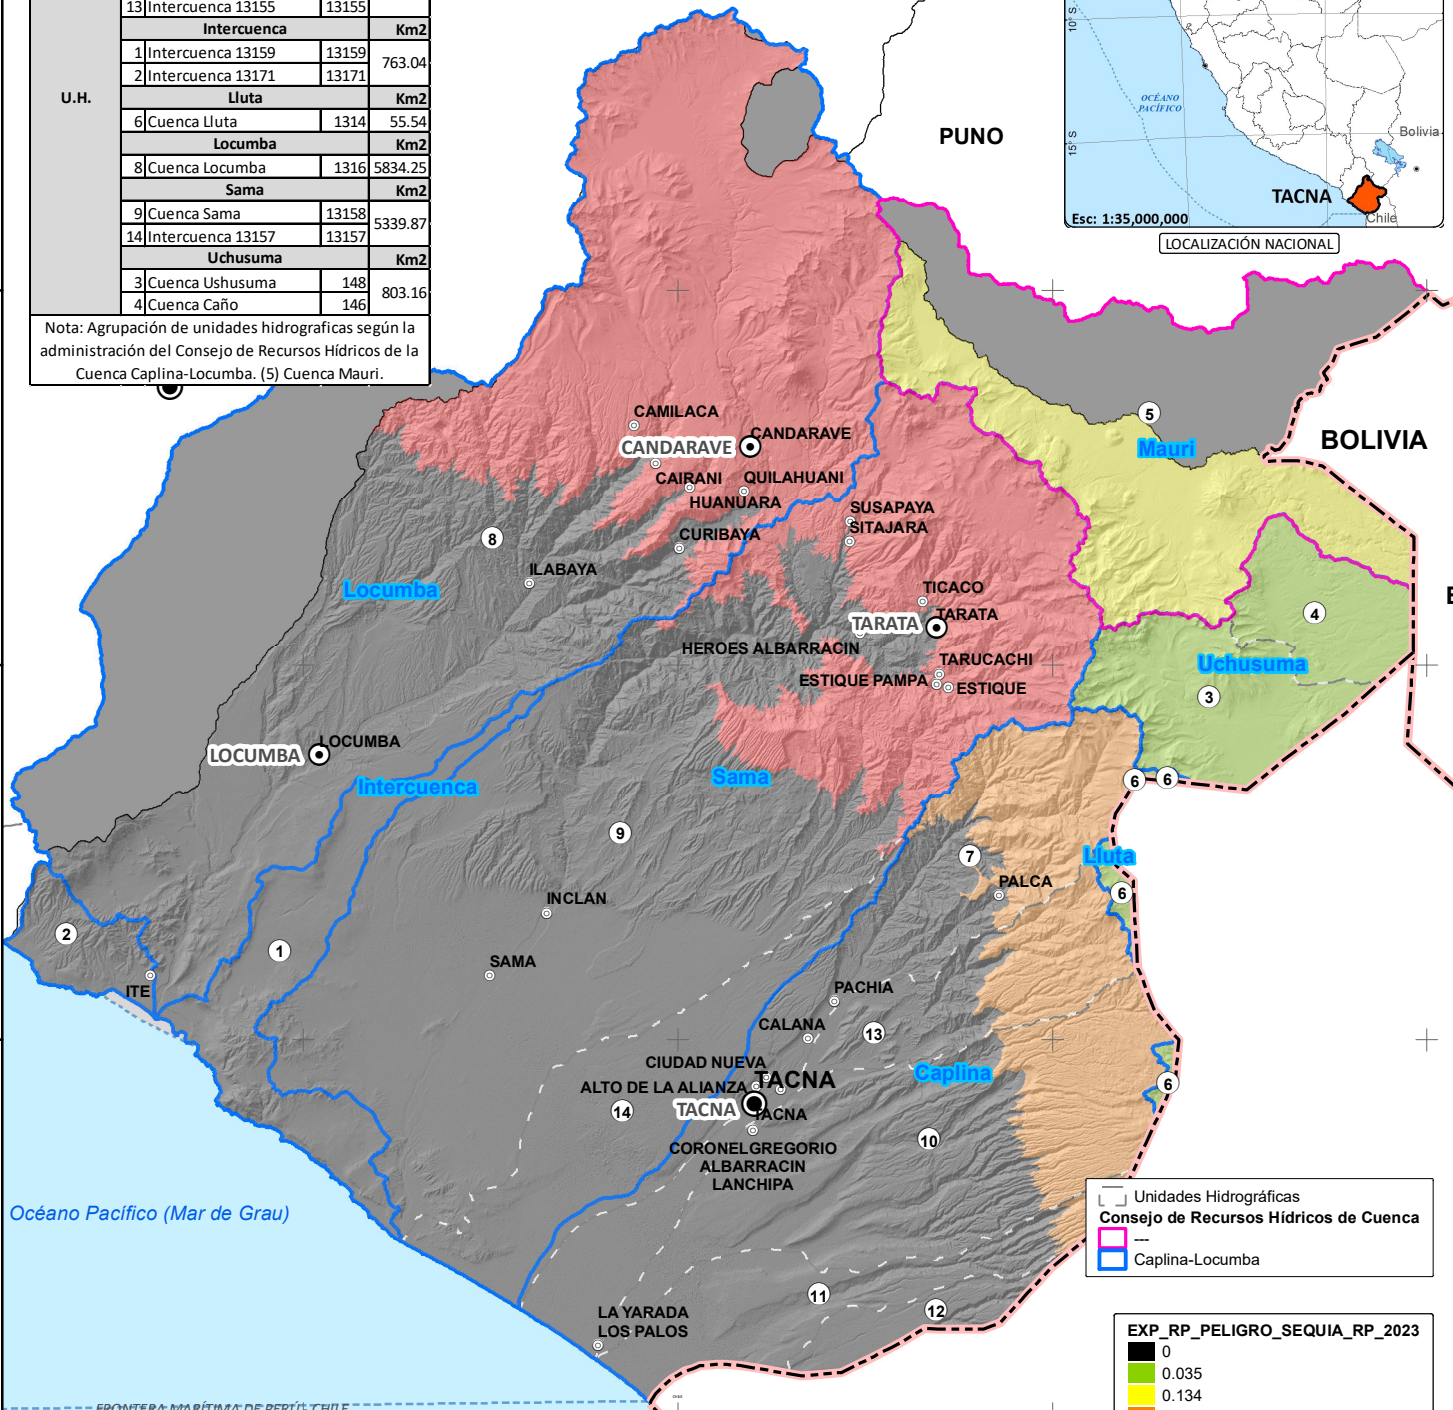 13 Intercuenca 13155 13155
Intercuenca Km2
1 Intercuenca 13159 13159 763.04
2 Intercuenca 13171 13171
U.H. Lluta Km2
6 Cuenca Lluta 1314 55.54
Locumba Km2
8 Cuenca Locumba 1316 5834.25
Sama Km2
9 Cuenca Sama 13158 5339.87
14 Intercuenca 13157 13157
Uchusuma Km2
3 Cuenca Ushusuma 148 803.16
4 Cuenca Caño 146
Nota: Agrupación de unidades hidrograficas según la
administración del Consejo de Recursos Hídricos de la
Cuenca Caplina-Locumba. (5) Cuenca Mauri.
10° S
OCÉANO
PACÍFICO
15° S
Bolivia
TACNA
Chile
Esc: 1:35,000,000
LOCALIZACIÓN NACIONAL
PUNO
BOLIVIA
5
Mauri
CAMILACA
CANDARAVE
CANDARAVE
CAIRANI
QUILAHUANI
HUANUARA
SUSAPAYA
SITAJARA
CURIBAYA
8
ILABAYA
Locumba
TICACO
TARATA
TARATA
HEROES ALBARRACIN
TARUCACHI
ESTIQUE PAMPA
ESTIQUE
4
Uchusuma
3
LOCUMBA
LOCUMBA
Intercuenca
Sama
6
6
9
7
Lluta
PALCA
6
INCLAN
2
1
SAMA
ITE
PACHIA
CALANA
13
CIUDAD NUEVA
TACNA
ALTO DE LA ALIANZA
Caplina
6
14
TACNA
TACNA
10
CORONEL GREGORIO
ALBARRACIN
LANCHIPA
Océano Pacífico (Mar de Grau)
11
12
LA YARADA
LOS PALOS
FRONTERA MARÍTIMA DE PERÚ - CHILE
Unidades Hidrográficas
Consejo de Recursos Hídricos de Cuenca
---
Caplina-Locumba
EXP_RP_PELIGRO_SEQUIA_RP_2023
0
0.035
0.134